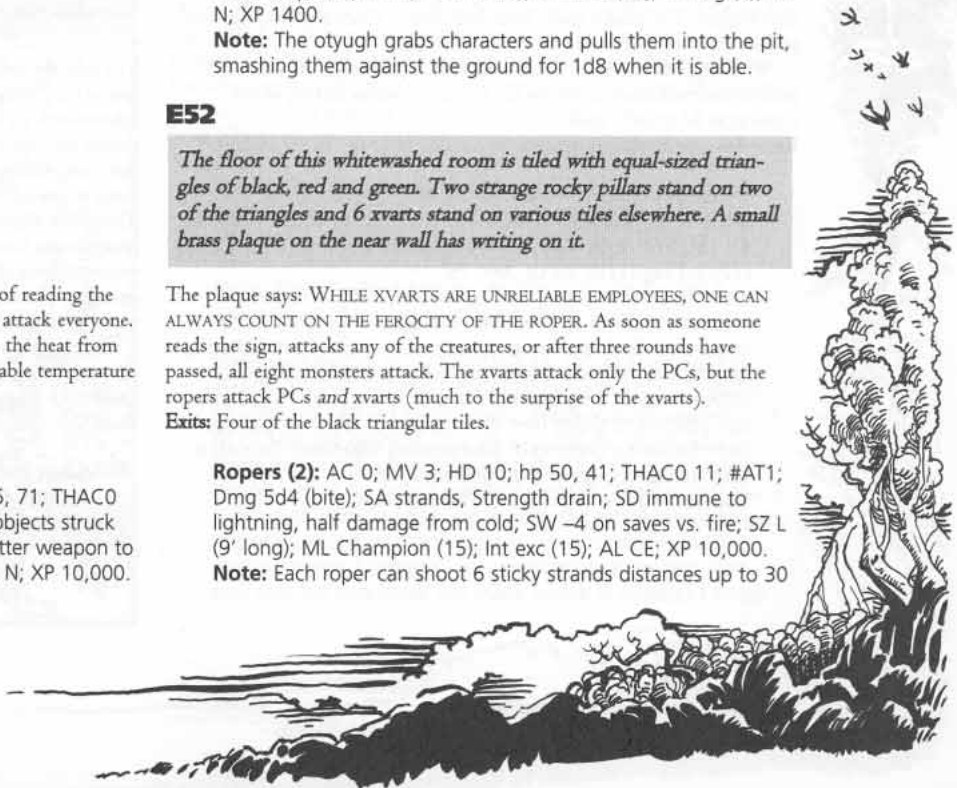 of reading the
attack everyone.
the heat from
able temperature
, 71; THAC0
objects struck
tter weapon to
N; XP 10,000.
N; XP 1400.
Note: The otyugh grabs characters and pulls them into the pit,
smashing them against the ground for 1d8 when it is able.
E52
The floor of this whitewashed room is tiled with equal-sized trian-
gles of black, red and green. Two strange rocky pillars stand on two
of the triangles and 6 xvarts stand on various tiles elsewhere. A small
brass plaque on the near wall has writing on it.
The plaque says: WHILE XVARTS ARE UNRELIABLE EMPLOYEES, ONE CAN
ALWAYS COUNT ON THE FEROCITY OF THE ROPER. As soon as someone
reads the sign, attacks any of the creatures, or after three rounds have
passed, all eight monsters attack. The xvarts attack only the PCs, but the
ropers attack PCs and xvarts (much to the surprise of the xvarts).
Exits: Four of the black triangular tiles.
Ropers (2): AC 0; MV 3; HD 10; hp 50, 41; THAC0 11; #AT1;
Dmg 5d4 (bite); SA strands, Strength drain; SD immune to
lightning, half damage from cold; SW –4 on saves vs. fire; SZ L
(9' long); ML Champion (15); Int exc (15); AL CE; XP 10,000.
Note: Each roper can shoot 6 sticky strands distances up to 30